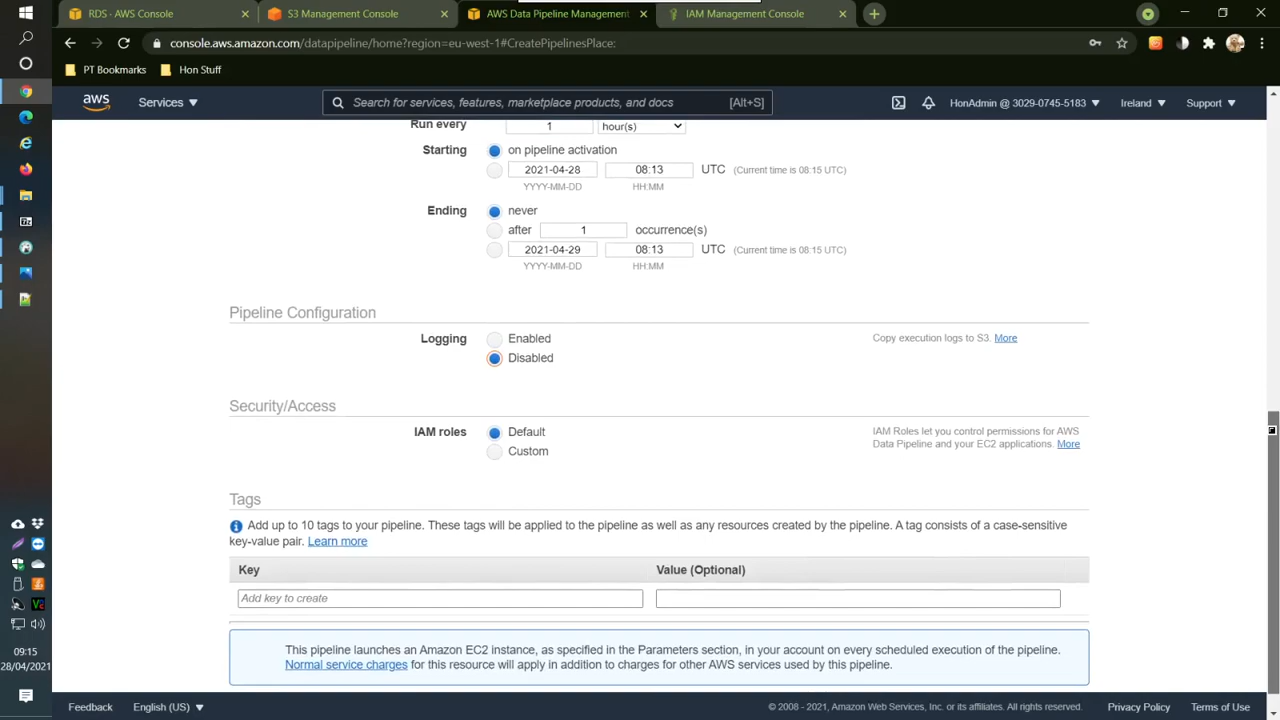 RDS - AWS Console
S3 Management Console
AWS Data Pipeline Management
IAM Management Console
console.aws.amazon.com/datapipeline/home?region=eu-west-1#CreatePipelinesPlace:
PT Bookmarks
Hon Stuff
aws
Services
Search for services, features, marketplace products, and docs
[Alt+S]
HonAdmin @ 3029-0745-5183
Ireland
Support
Run every
1
hour(s)
Starting
on pipeline activation
2021-04-28
08:13
UTC
(Current time is 08:15 UTC)
YYYY-MM-DD
HH:MM
Ending
never
after
1
occurrence(s)
2021-04-29
08:13
UTC
(Current time is 08:15 UTC)
YYYY-MM-DD
HH:MM
Pipeline Configuration
Logging
Enabled
Copy execution logs to S3. More
Disabled
Security/Access
IAM roles
Default
IAM Roles let you control permissions for AWS
Data Pipeline and your EC2 applications. More
Custom
Tags
Add up to 10 tags to your pipeline. These tags will be applied to the pipeline as well as any resources created by the pipeline. A tag consists of a case-sensitive
key-value pair. Learn more
Key
Value (Optional)
Add key to create
This pipeline launches an Amazon EC2 instance, as specified in the Parameters section, in your account on every scheduled execution of the pipeline.
Normal service charges for this resource will apply in addition to charges for other AWS services used by this pipeline.
09:15
28/04/2021
Feedback
English (US)
© 2008 - 2021, Amazon Web Services, Inc. or its affiliates. All rights reserved.
Privacy Policy
Terms of Use